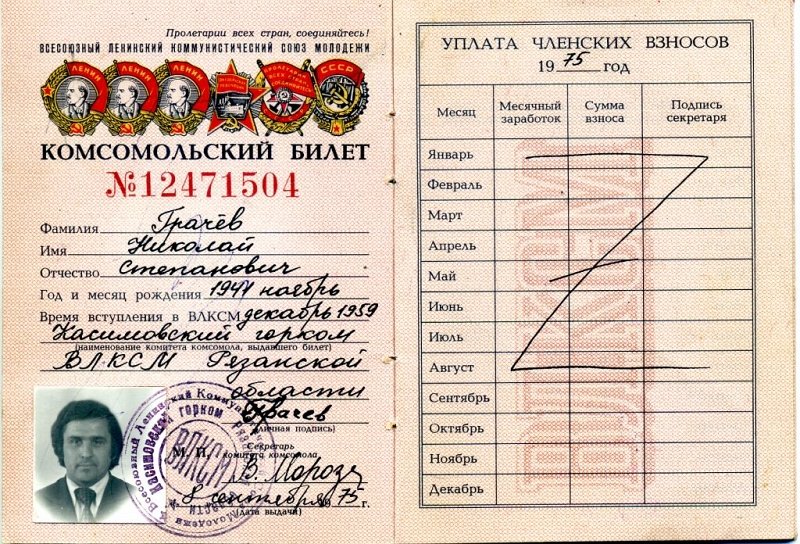 Пролетарии всех стран, соединяйтесь!
ВСЕСОЮЗНЫЙ ЛЕНИНСКИЙ КОММУНИСТИЧЕСКИЙ СОЮЗ МОЛОДЕЖИ
ЛЕНИН ЛЕНИН ЛЕНИН СССР
КОМСОМОЛЬСКИЙ БИЛЕТ
№12471504
Фамилия Грачёв
Имя Николай
Отчество Степанович
Год и месяц рождения 1941 ноябрь
Время вступления в ВЛКСМ декабрь 1959
Касимовский горком
(наименование комитета комсомола, выдавшего билет)
ВЛКСМ Рязанской
области
Грачев
(личная подпись)
М. П. Секретарь
комитета комсомола
В. Мороз
8 сентября 1975 г.
(дата выдачи)
ВЛКСМ
УПЛАТА ЧЛЕНСКИХ ВЗНОСОВ
1975 год
Месяц Месячный заработок Сумма взноса Подпись секретаря
Январь
Февраль
Март
Апрель
Май
Июнь
Июль
Август
Сентябрь
Октябрь
Ноябрь
Декабрь
ВЛКСМ